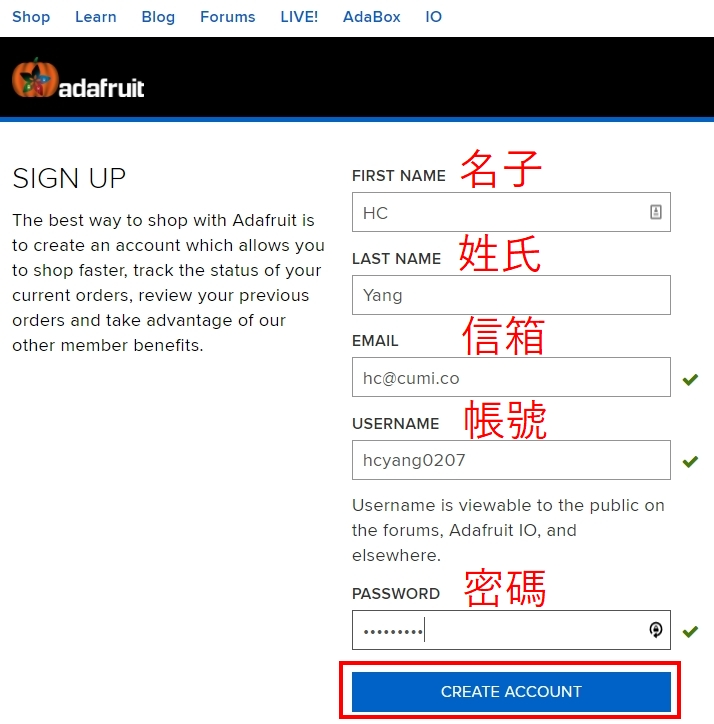 Shop Learn Blog Forums LIVE! AdaBox IO
adafruit
SIGN UP
The best way to shop with Adafruit is
to create an account which allows you
to shop faster, track the status of your
current orders, review your previous
orders and take advantage of our
other member benefits.
FIRST NAME 名子
HC
LAST NAME 姓氏
Yang
EMAIL 信箱
hc@cumi.co
USERNAME 帳號
hcyang0207
Username is viewable to the public on
the forums, Adafruit IO, and
elsewhere.
PASSWORD 密碼
•••••••••
CREATE ACCOUNT